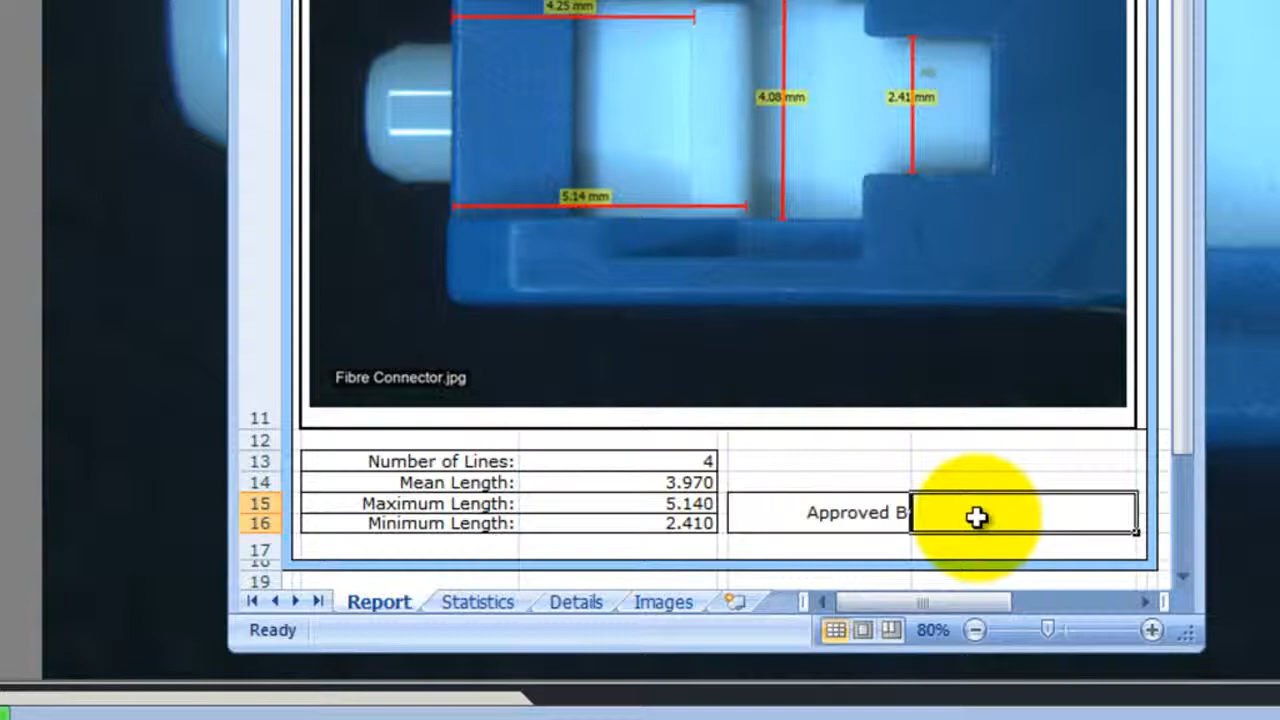 4.25 mm
4.08 mm
2.41 mm
5.14 mm
Fibre Connector.jpg
11
12
13 Number of Lines: 4
14 Mean Length: 3.970
15 Maximum Length: 5.140
16 Minimum Length: 2.410
Approved B
17
18
19
Report Statistics Details Images
Ready 80%